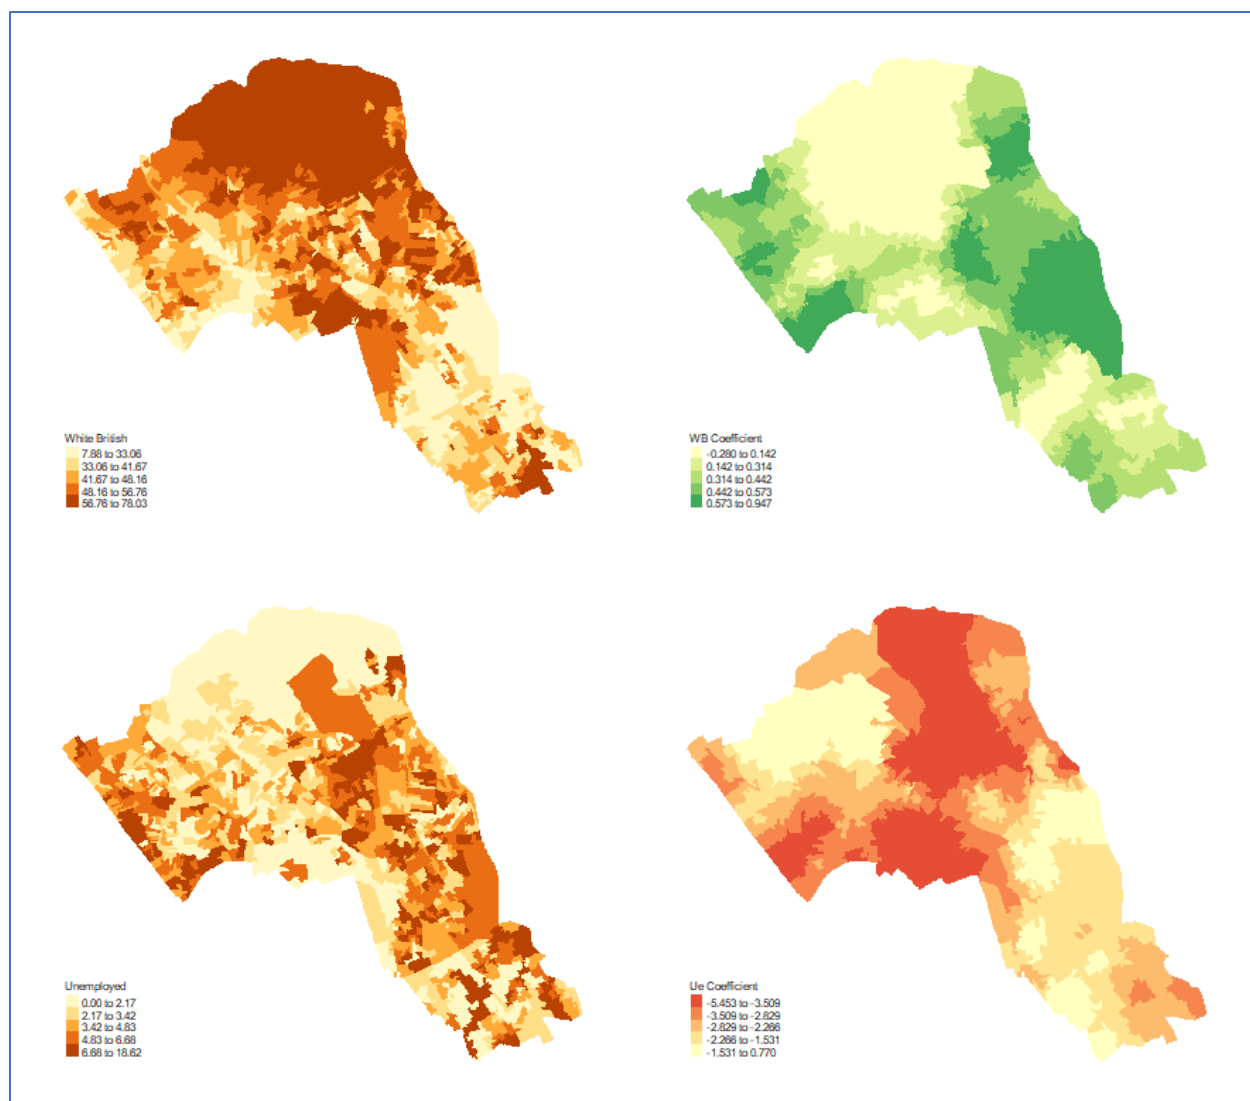 White British
7.88 to 33.06
33.06 to 41.67
41.67 to 48.16
48.16 to 56.76
56.76 to 78.03
WB Coefficient
-0.280 to 0.142
0.142 to 0.314
0.314 to 0.442
0.442 to 0.573
0.573 to 0.947
Unemployed
0.00 to 2.17
2.17 to 3.42
3.42 to 4.83
4.83 to 6.68
6.68 to 18.62
Ue Coefficient
-5.453 to -3.509
-3.509 to -2.829
-2.829 to -2.266
-2.266 to -1.531
-1.531 to 0.770